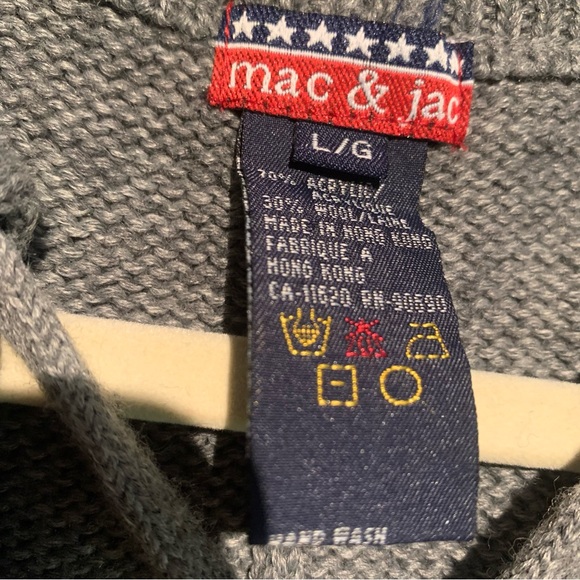 mac & jac
L/G
70% ACRYLIC/
ACRYLIQUE
30% WOOL/LAINE
MADE IN HONG KONG
FABRIQUE A
HONG KONG
CA-11620 RN-90690
HAND WASH